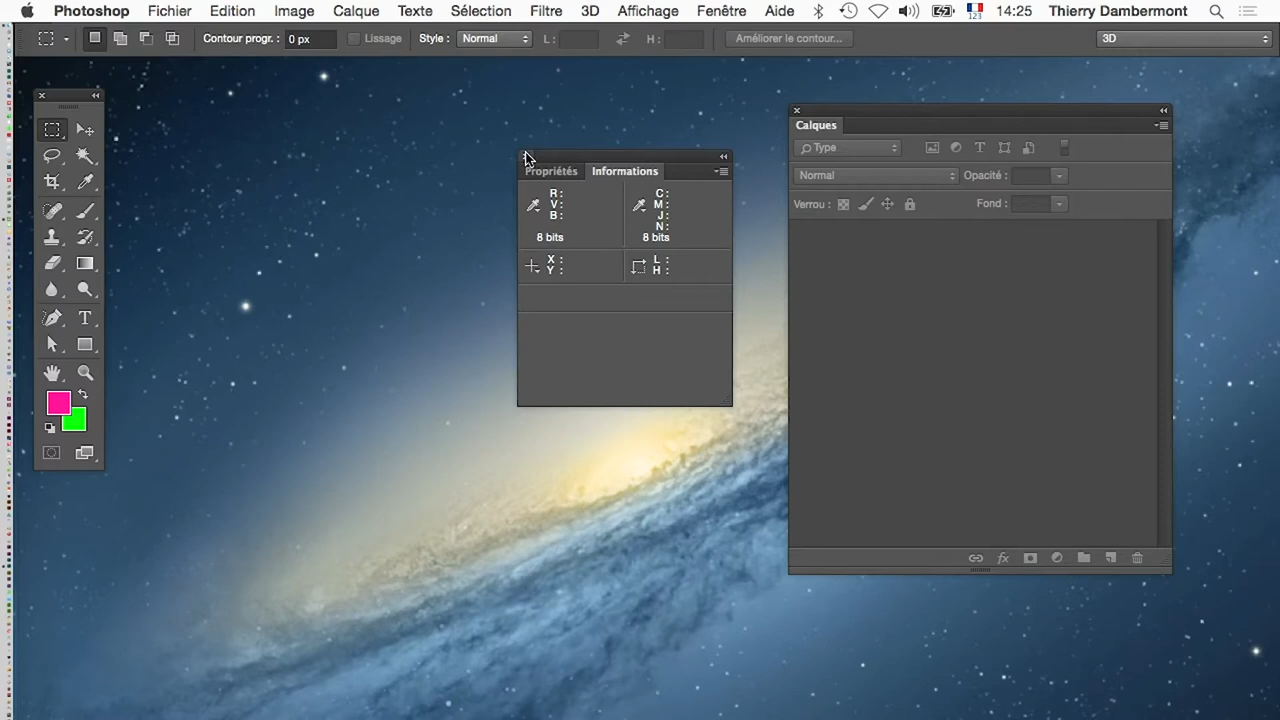 Photoshop Fichier Edition Image Calque Texte Sélection Filtre 3D Affichage Fenêtre Aide 123 14:25 Thierry Dambermont
Contour progr. : 0 px Lissage Style : Normal L : H : Améliorer le contour... 3D
Calques
Type
Normal Opacité :
Verrou : Fond :
Propriétés Informations
R :
V :
B :
8 bits
C :
M :
J :
N :
8 bits
X :
Y :
L :
H :
T
T
fx